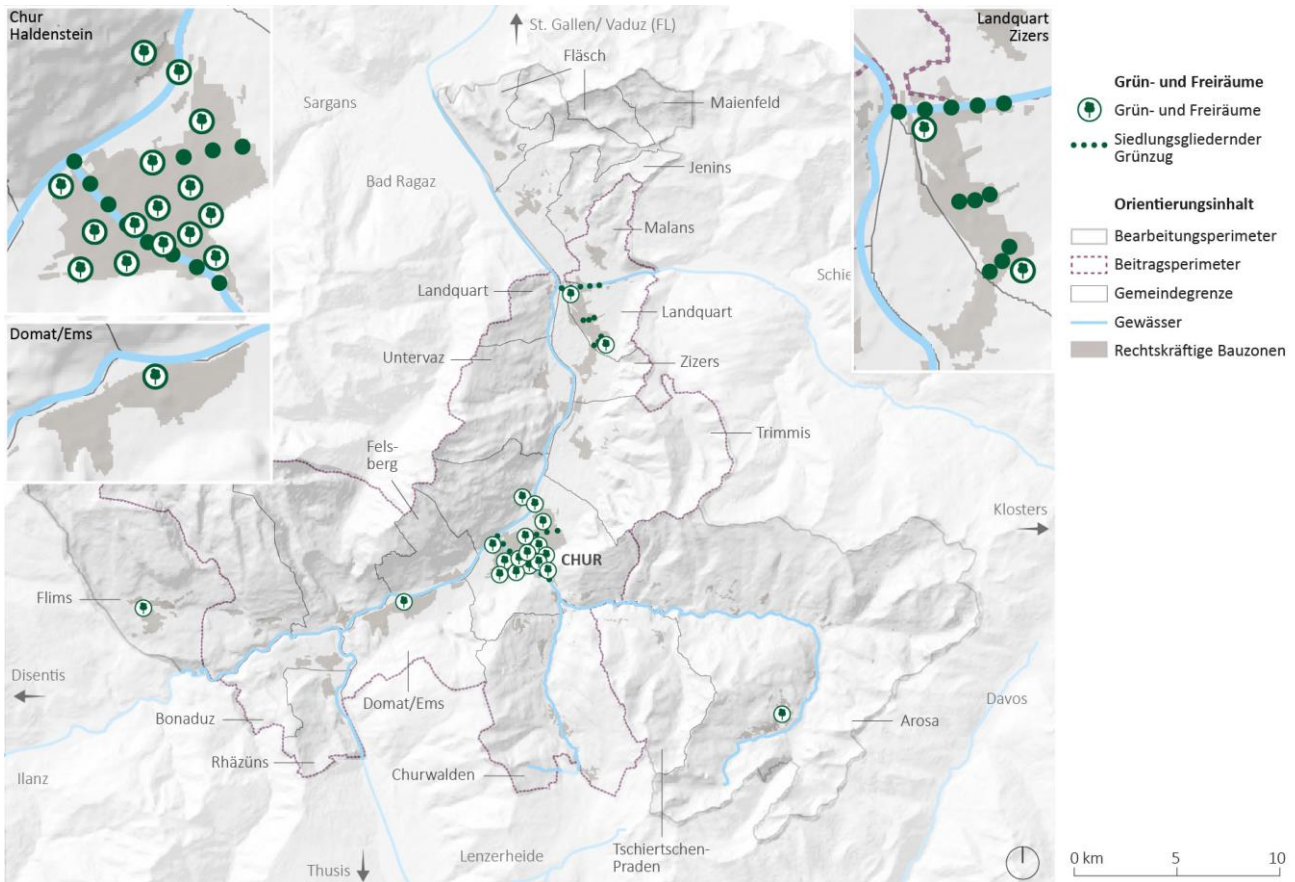 Chur
Haldenstein
Domat/Ems
St. Gallen/ Vaduz (FL)
Fläsch
Sargans
Maienfeld
Bad Ragaz
Jenins
Malans
Landquart
Landquart
Untervaz
Zizers
Trimmis
Fels-
berg
Klosters
CHUR
Flims
Disentis
Domat/Ems
Bonaduz
Davos
Arosa
Rhäzüns
Ilanz
Churwalden
Tschiertschen-
Praden
Lenzerheide
Thusis
Landquart
Zizers
Grün- und Freiräume
Grün- und Freiräume
Siedlungsgliedernder
Grünzug
Orientierungsinhalt
Bearbeitungsperimeter
Beitragsperimeter
Gemeindegrenze
Gewässer
Rechtskräftige Bauzonen
Schie
0 km 5 10